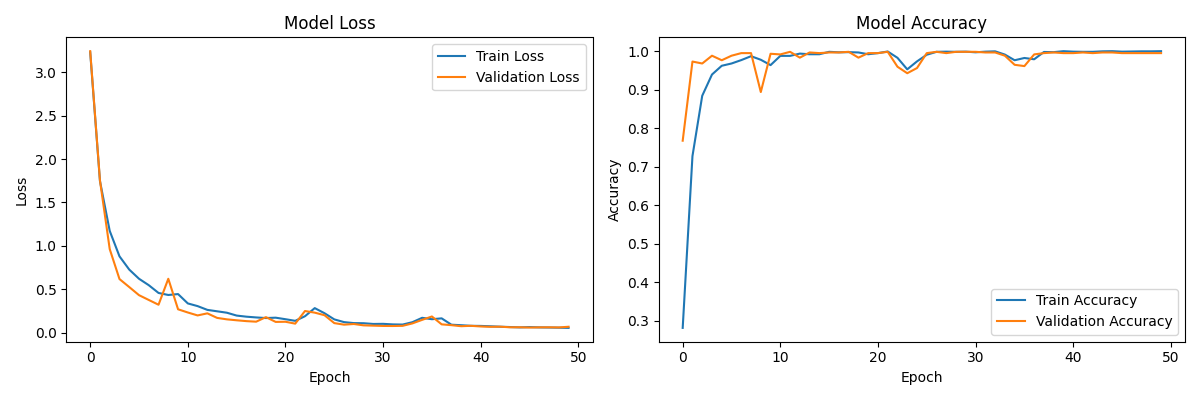 Model Loss
3.0
2.5
2.0
1.5
1.0
0.5
0.0
Loss
0 10 20 30 40 50
Epoch
Train Loss
Validation Loss
Model Accuracy
1.0
0.9
0.8
0.7
0.6
0.5
0.4
0.3
Accuracy
0 10 20 30 40 50
Epoch
Train Accuracy
Validation Accuracy